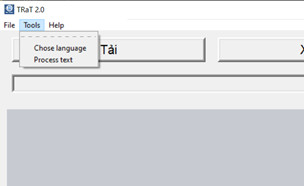 TRaT 2.0
File Tools Help
Chose language
Process text
Tải
X